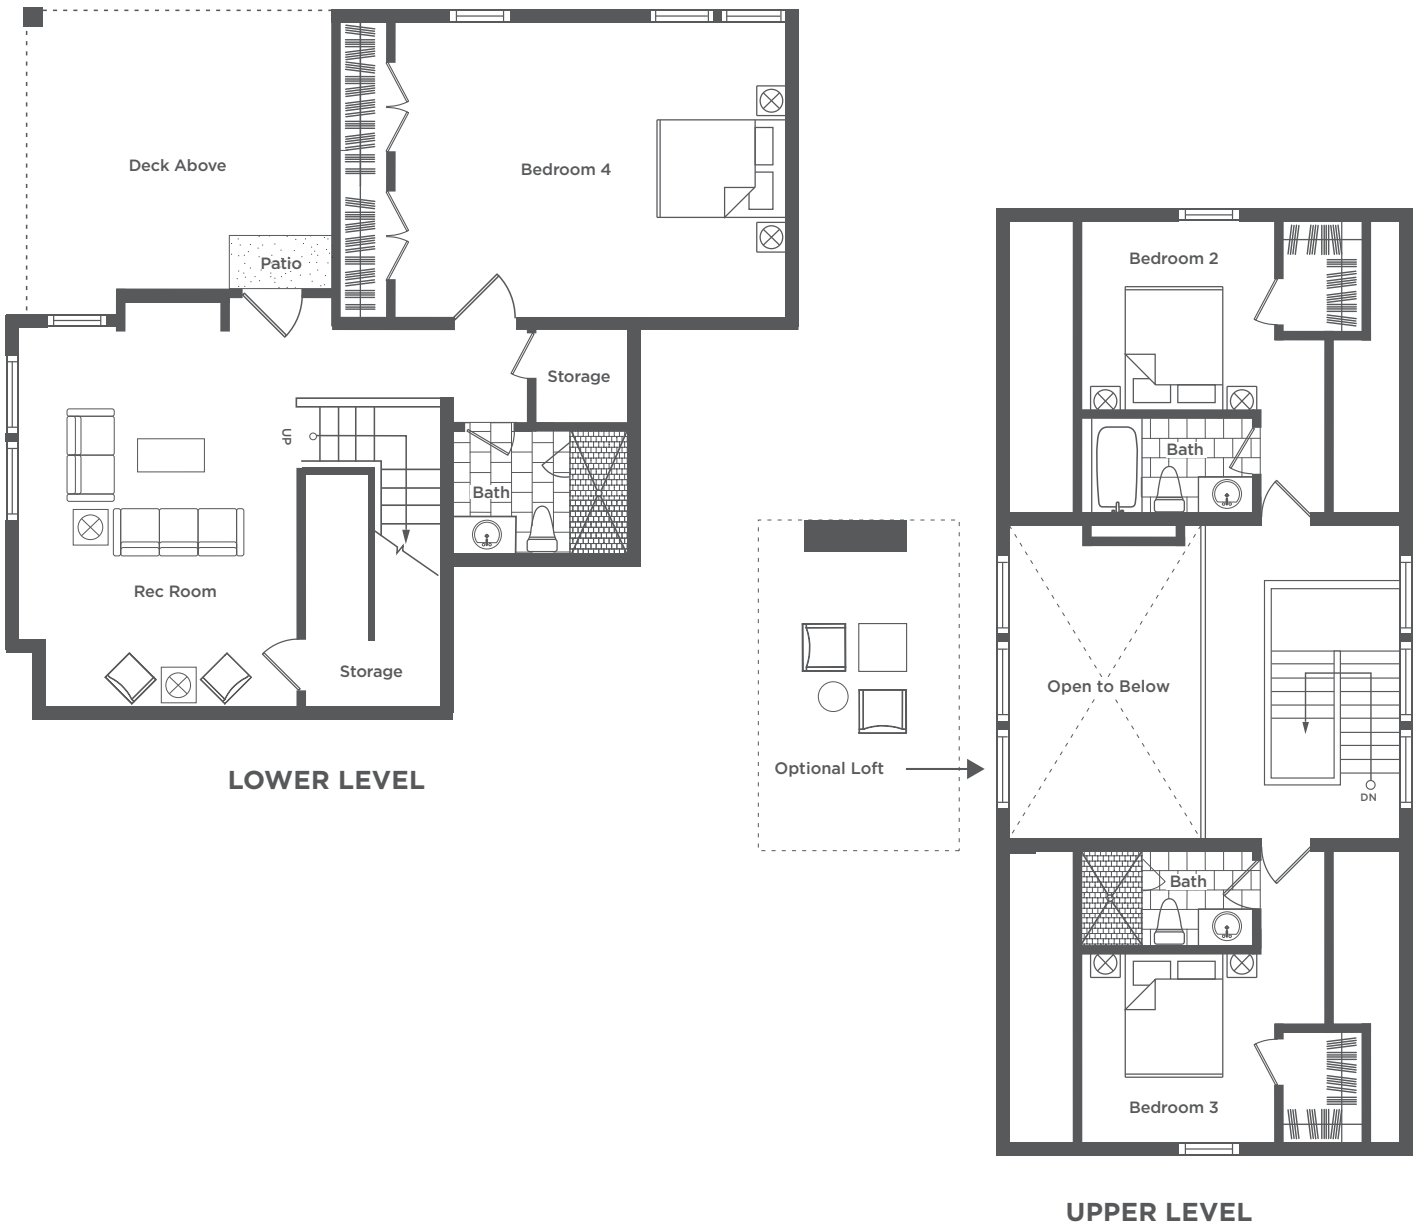 Deck Above
Bedroom 4
Patio
Storage
UP
Bath
Rec Room
Storage
LOWER LEVEL
Bedroom 2
Bath
Open to Below
Optional Loft
DN
Bath
Bedroom 3
UPPER LEVEL